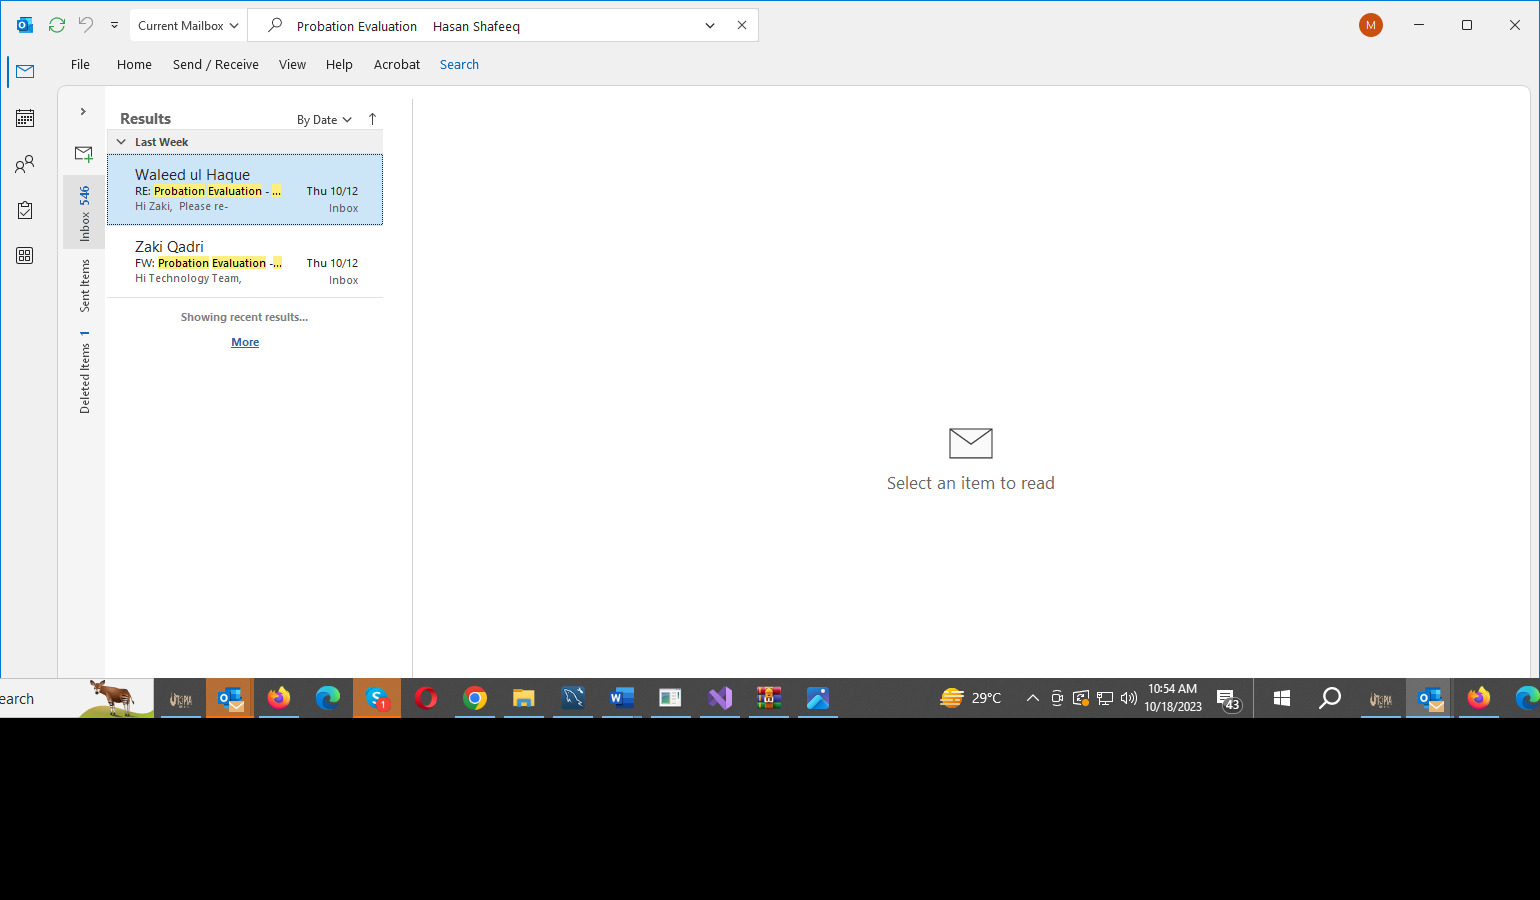 Current Mailbox
Probation Evaluation    Hasan Shafeeq
M
File Home Send / Receive View Help Acrobat Search
Results By Date
Last Week
Waleed ul Haque
RE: Probation Evaluation - ... Thu 10/12
Hi Zaki,  Please re- Inbox
Zaki Qadri
FW: Probation Evaluation -... Thu 10/12
Hi Technology Team, Inbox
Showing recent results...
More
Inbox 546
Sent Items
Deleted Items 1
Select an item to read
earch
UTOPIA
1
29°C
10:54 AM
10/18/2023
43
UTOPIA